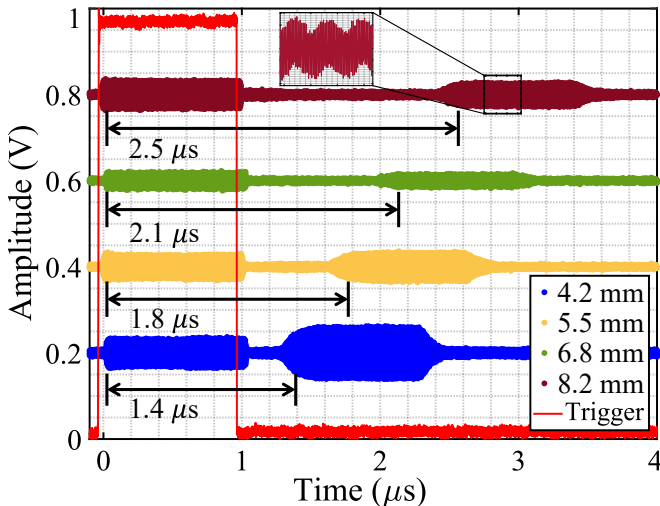 Amplitude (V)
1
0.8
0.6
0.4
0.2
0
2.5 μs
2.1 μs
1.8 μs
1.4 μs
4.2 mm
5.5 mm
6.8 mm
8.2 mm
Trigger
0 1 2 3 4
Time (μs)